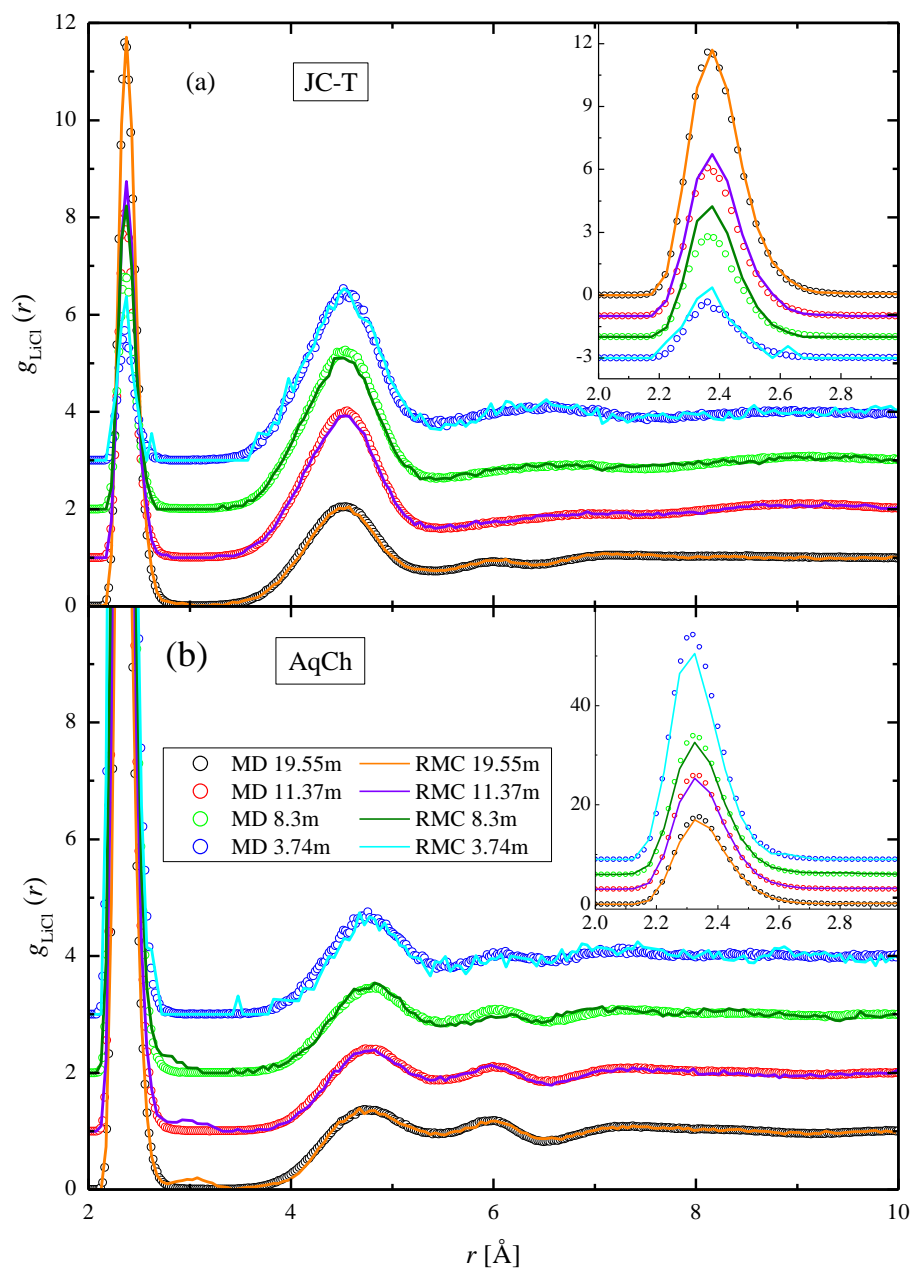 12
10
8
6
4
2
0
g_LiCl (r)
(a)
JC-T
12
9
6
3
0
-3
2.0 2.2 2.4 2.6 2.8
8
6
4
2
0
g_LiCl (r)
(b)
AqCh
MD 19.55m RMC 19.55m
MD 11.37m RMC 11.37m
MD 8.3m RMC 8.3m
MD 3.74m RMC 3.74m
40
20
0
2.0 2.2 2.4 2.6 2.8
2 4 6 8 10
r [Å]